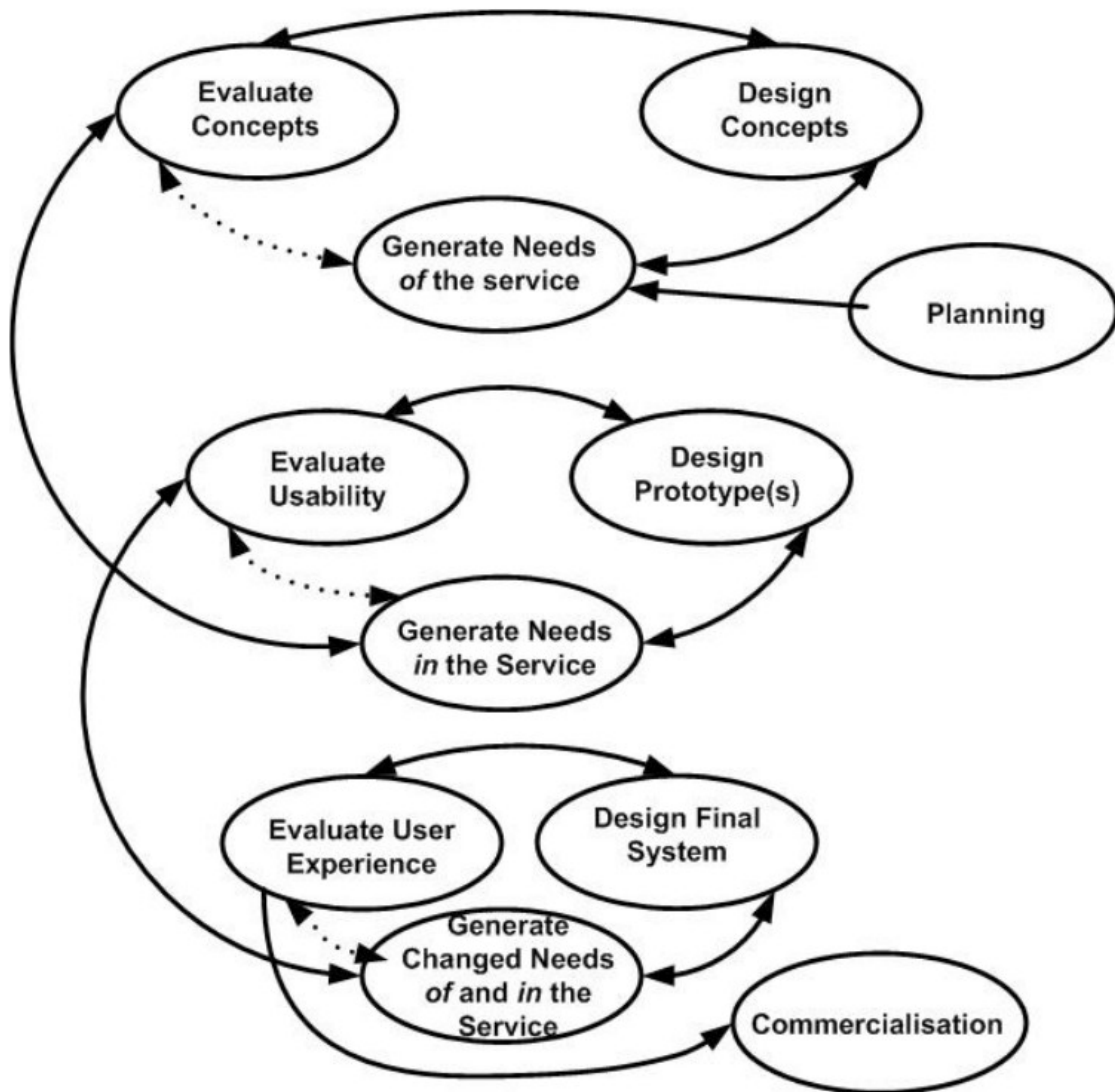 Evaluate
Concepts
Design
Concepts
Generate Needs
of the service
Planning
Evaluate
Usability
Design
Prototype(s)
Generate Needs
in the Service
Evaluate User
Experience
Design Final
System
Generate
Changed Needs
of and in the
Service
Commercialisation